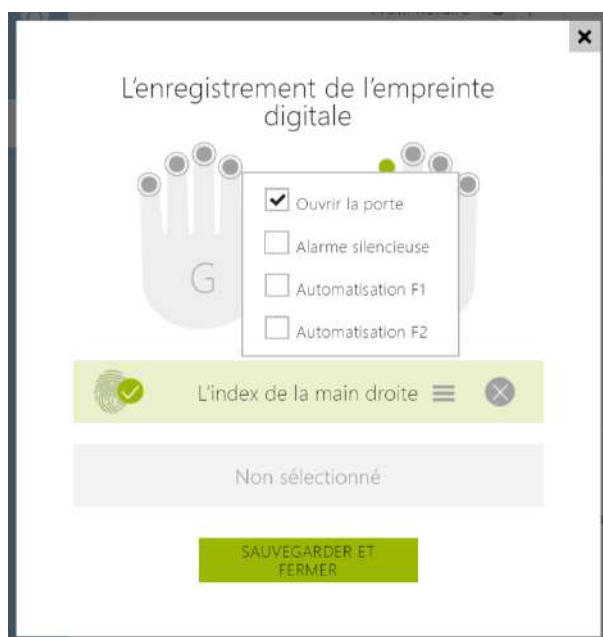 L'enregistrement de l'empreinte
digitale
G
Ouvrir la porte
Alarme silencieuse
Automatisation F1
Automatisation F2
L'index de la main droite
Non sélectionné
SAUVEGARDER ET
FERMER